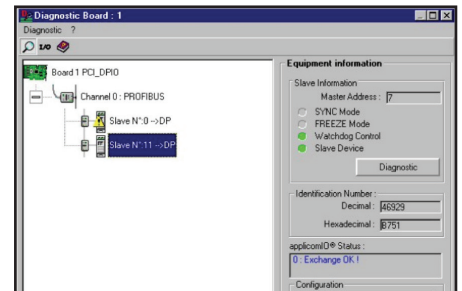 Diagnostic Board : 1
Diagnostic ?
I/O
Board 1 PCI_DPIO
Channel 0 : PROFIBUS
Slave N°:0 -->DP
Slave N°:11 -->DP
Equipment information
Slave Information
Master Address : 7
SYNC Mode
FREEZE Mode
Watchdog Control
Slave Device
Diagnostic
Identification Number :
Decimal : 46929
Hexadecimal : B751
applicomIO® Status :
0 : Exchange OK !
Configuration